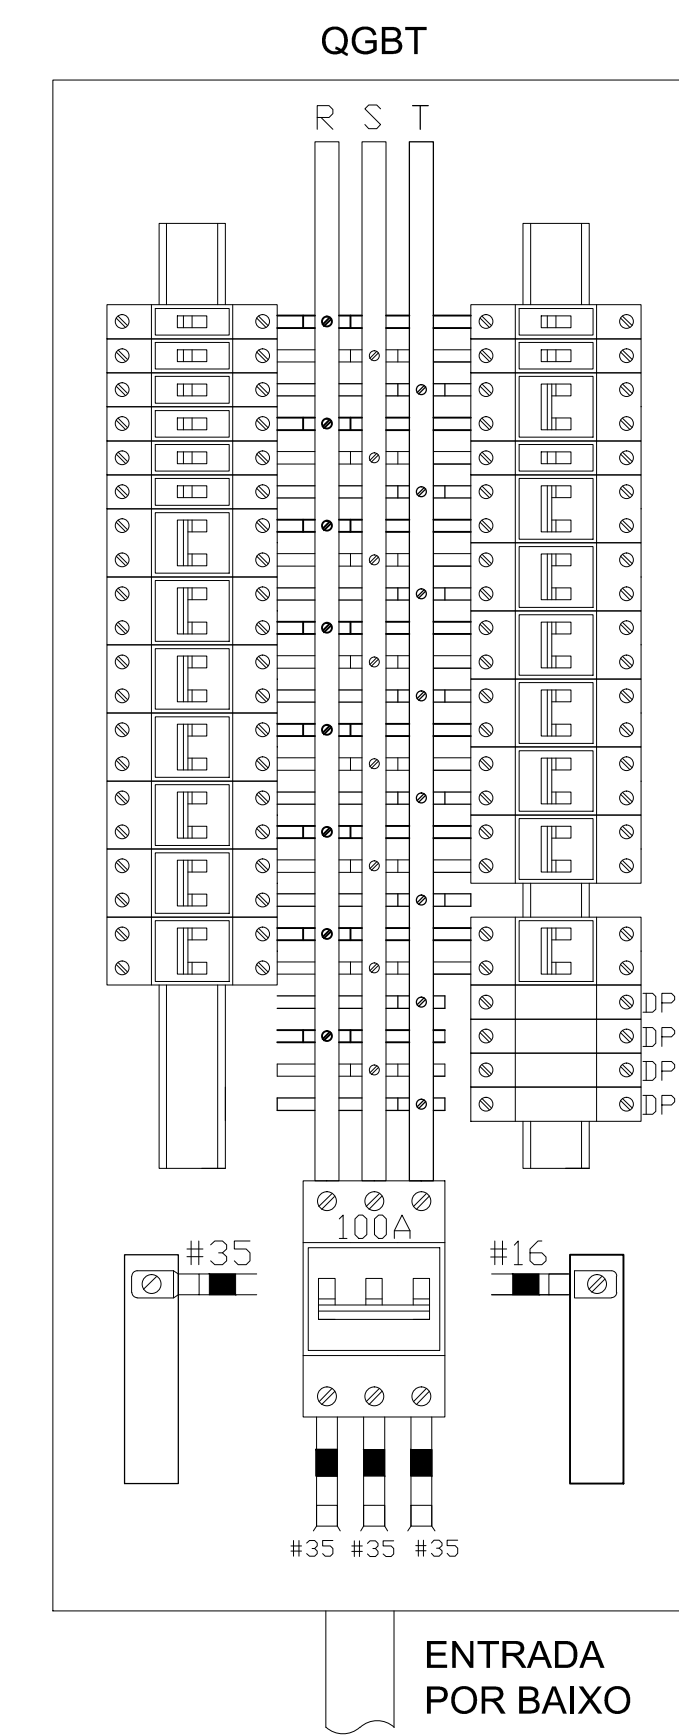 QGBT
R S T
DP
DP
DP
DP
100A
#35 #16
#35 #35 #35
ENTRADA
POR BAIXO